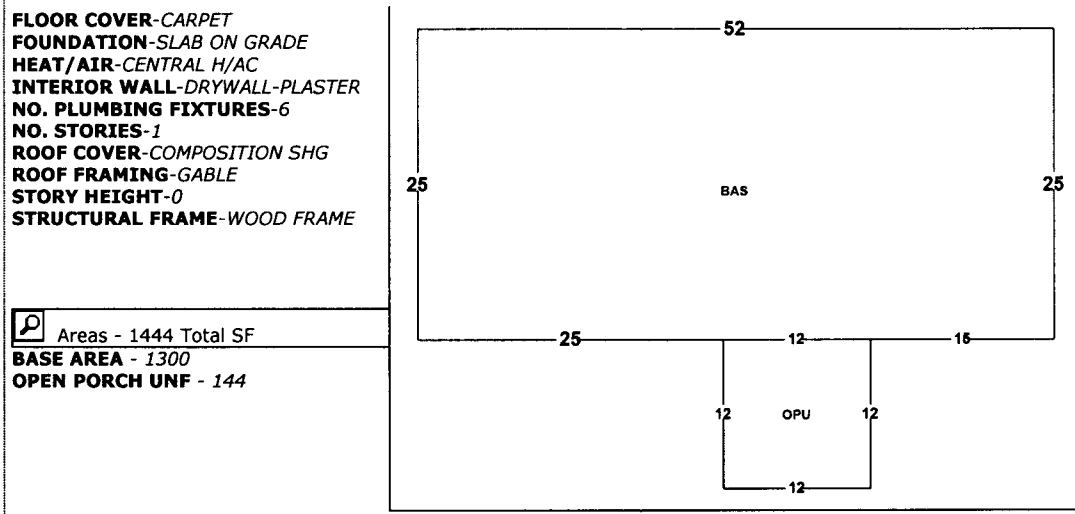 FLOOR COVER-CARPET
FOUNDATION-SLAB ON GRADE
HEAT/AIR-CENTRAL H/AC
INTERIOR WALL-DRYWALL-PLASTER
NO. PLUMBING FIXTURES-6
NO. STORIES-1
ROOF COVER-COMPOSITION SHG
ROOF FRAMING-GABLE
STORY HEIGHT-0
STRUCTURAL FRAME-WOOD FRAME
Areas - 1444 Total SF
BASE AREA - 1300
OPEN PORCH UNF - 144
52
25 BAS 25
25 12 15
12 OPU 12
12